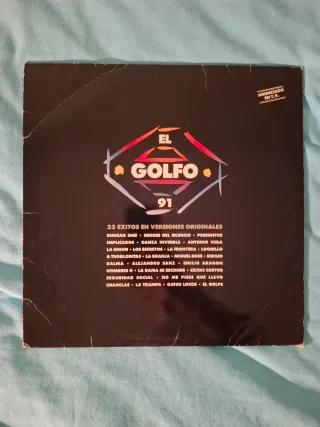 ANUNCIADO
EN T.V.
EL
GOLFO
91
22 EXITOS EN VERSIONES ORIGINALES
DUNCAN DHU • HEROES DEL SILENCIO • PRESUNTOS
IMPLICADOS • DANZA INVISIBLE • ANTONIO VEGA
LA UNION • LOS SECRETOS • LA FRONTERA • LOQUILLO
& TROGLODITAS • LA GRANJA • MIGUEL BOSE • SERGIO
DALMA • ALEJANDRO SANZ • EMILIO ARAGON
HOMBRES G • LA DAMA SE ESCONDE • CELTAS CORTOS
SEGURIDAD SOCIAL • NO ME PISES QUE LLEVO
CHANCLAS • LA TRAMPA • GATOS LOCOS • EL GOLPE